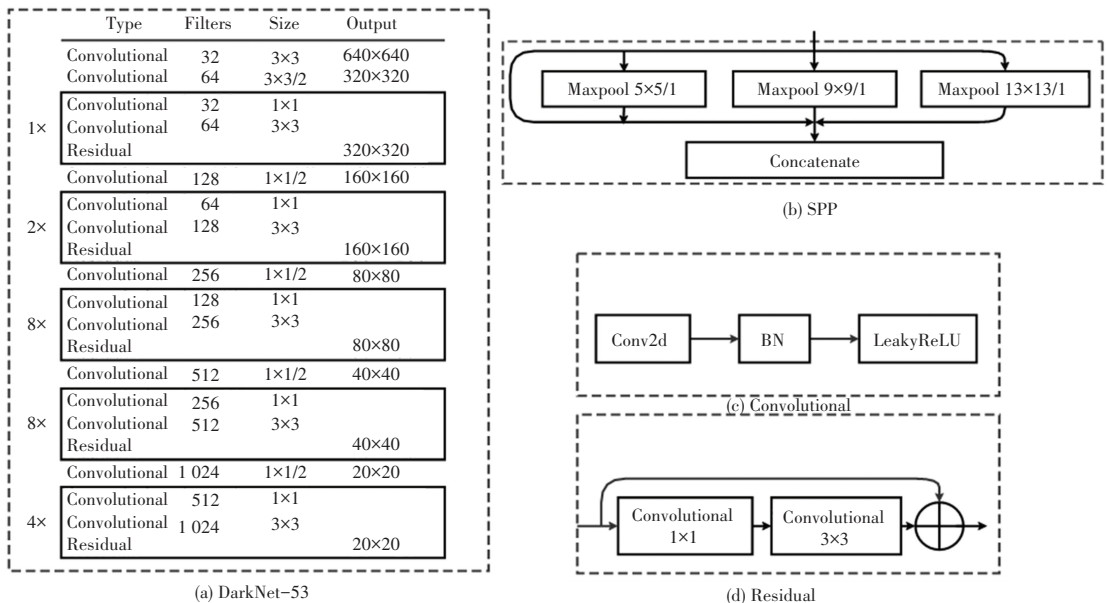 Type Filters Size Output
Convolutional 32 3×3 640×640
Convolutional 64 3×3/2 320×320
1×
Convolutional 32 1×1
Convolutional 64 3×3
Residual 320×320
Convolutional 128 1×1/2 160×160
2×
Convolutional 64 1×1
Convolutional 128 3×3
Residual 160×160
Convolutional 256 1×1/2 80×80
8×
Convolutional 128 1×1
Convolutional 256 3×3
Residual 80×80
Convolutional 512 1×1/2 40×40
8×
Convolutional 256 1×1
Convolutional 512 3×3
Residual 40×40
Convolutional 1 024 1×1/2 20×20
4×
Convolutional 512 1×1
Convolutional 1 024 3×3
Residual 20×20
(a) DarkNet-53
Maxpool 5×5/1 Maxpool 9×9/1 Maxpool 13×13/1
Concatenate
(b) SPP
Conv2d BN LeakyReLU
(c) Convolutional
Convolutional 1×1
Convolutional 3×3
(d) Residual